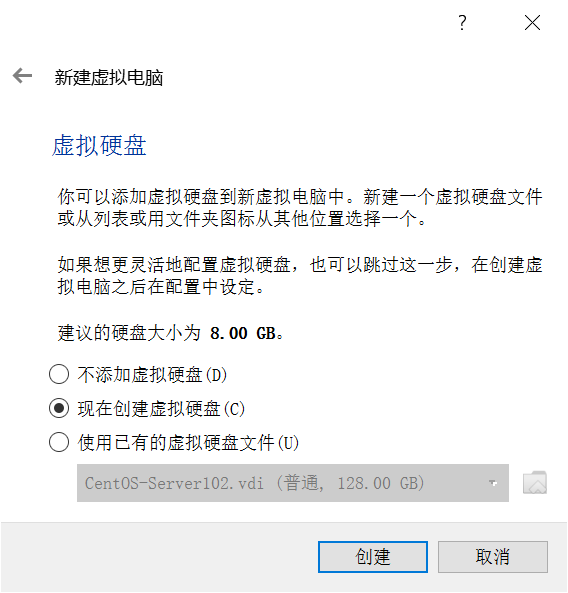 ?
新建虚拟电脑
虚拟硬盘
你可以添加虚拟硬盘到新虚拟电脑中。新建一个虚拟硬盘文件
或从列表或用文件夹图标从其他位置选择一个。
如果想更灵活地配置虚拟硬盘，也可以跳过这一步，在创建虚
拟电脑之后在配置中设定。
建议的硬盘大小为 8.00 GB。
不添加虚拟硬盘(D)
现在创建虚拟硬盘(C)
使用已有的虚拟硬盘文件(U)
CentOS-Server102.vdi (普通, 128.00 GB)
创建
取消